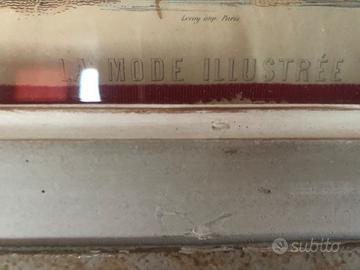 Leroy imp. Paris
LA MODE ILLUSTRÉE
subito